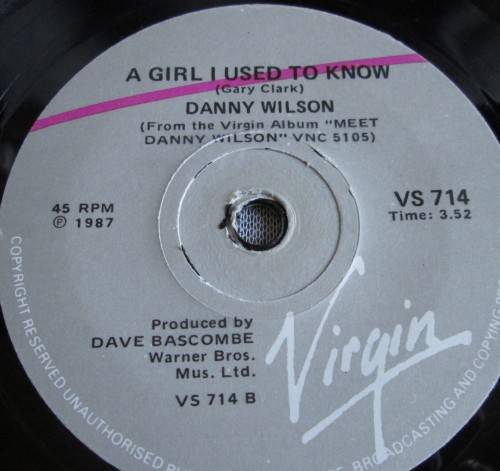 A GIRL I USED TO KNOW
(Gary Clark)
DANNY WILSON
(From the Virgin Album "MEET
DANNY WILSON" VNC 5105)
45 RPM
Ⓟ 1987
VS 714
Time: 3.52
Produced by
DAVE BASCOMBE
Warner Bros.
Mus. Ltd.
VS 714 B
Virgin
COPYRIGHT RESERVED UNAUTHORISED
BROADCASTING AND COPYING